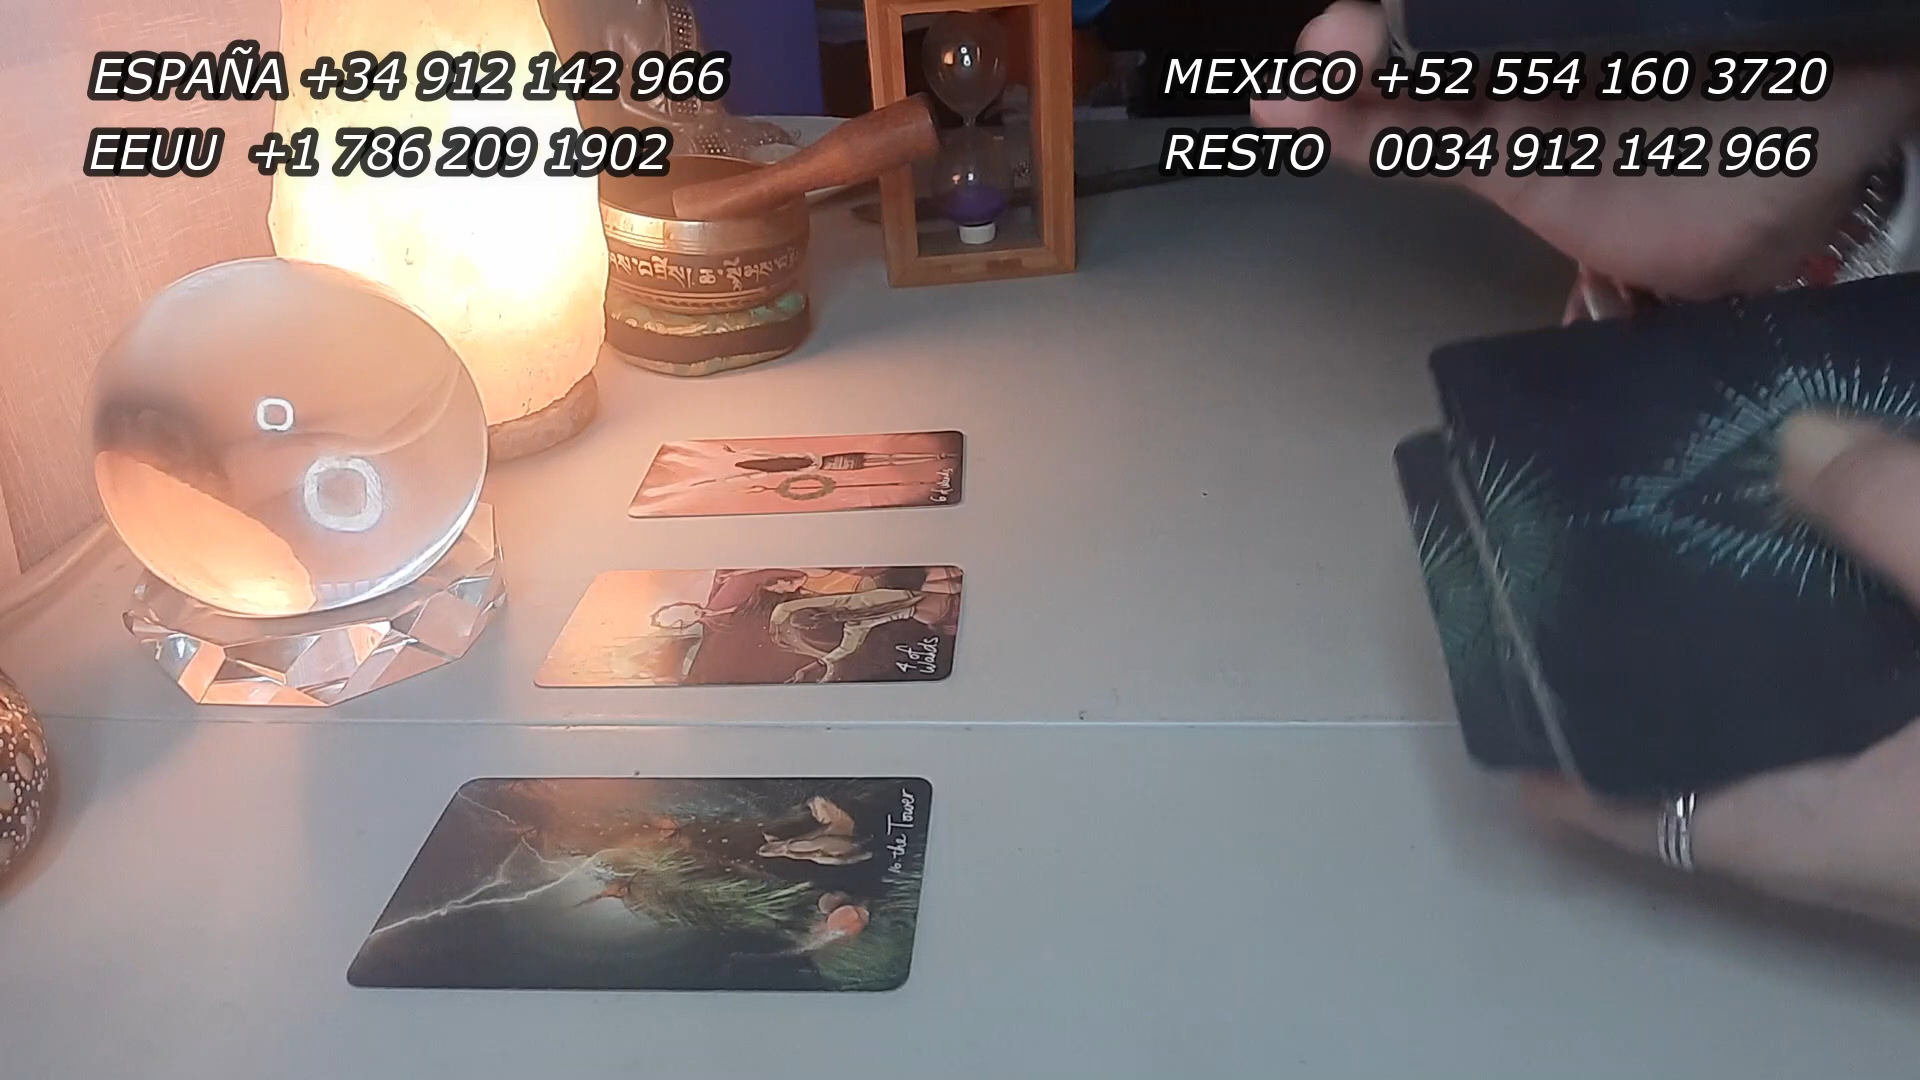 ESPAÑA +34 912 142 966
EEUU +1 786 209 1902
MEXICO +52 554 160 3720
RESTO 0034 912 142 966
6 of Wands
4 of
Wands
16. the Tower